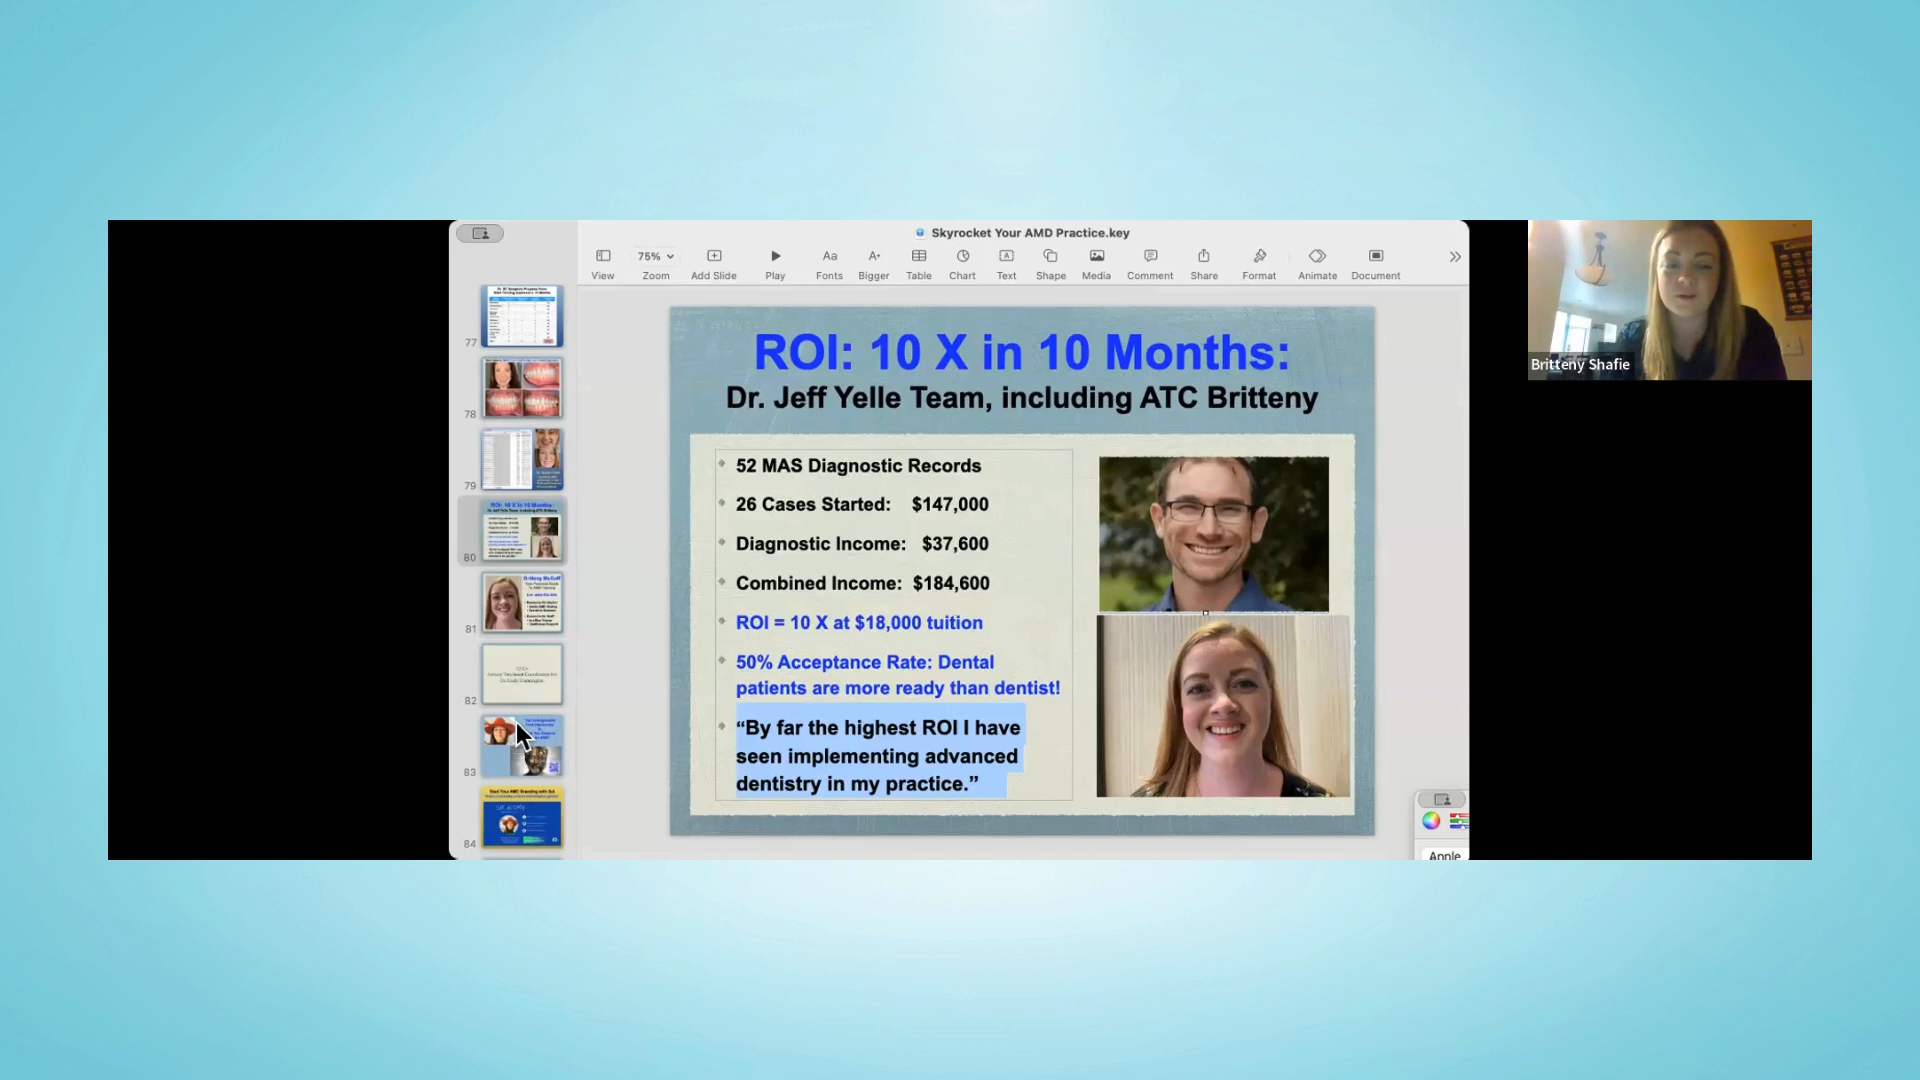 Skyrocket Your AMD Practice.key
75%
View
Zoom
Add Slide
Play
Aa
Fonts
A+
Bigger
Table
Chart
A
Text
Shape
Media
Comment
Share
Format
Animate
Document
77
78
79
80
81
82
83
84
ROI: 10 X in 10 Months:
Dr. Jeff Yelle Team, including ATC Britteny
52 MAS Diagnostic Records
26 Cases Started: $147,000
Diagnostic Income: $37,600
Combined Income: $184,600
ROI = 10 X at $18,000 tuition
50% Acceptance Rate: Dental
patients are more ready than dentist!
“By far the highest ROI I have
seen implementing advanced
dentistry in my practice.”
Apple
Britteny Shafie